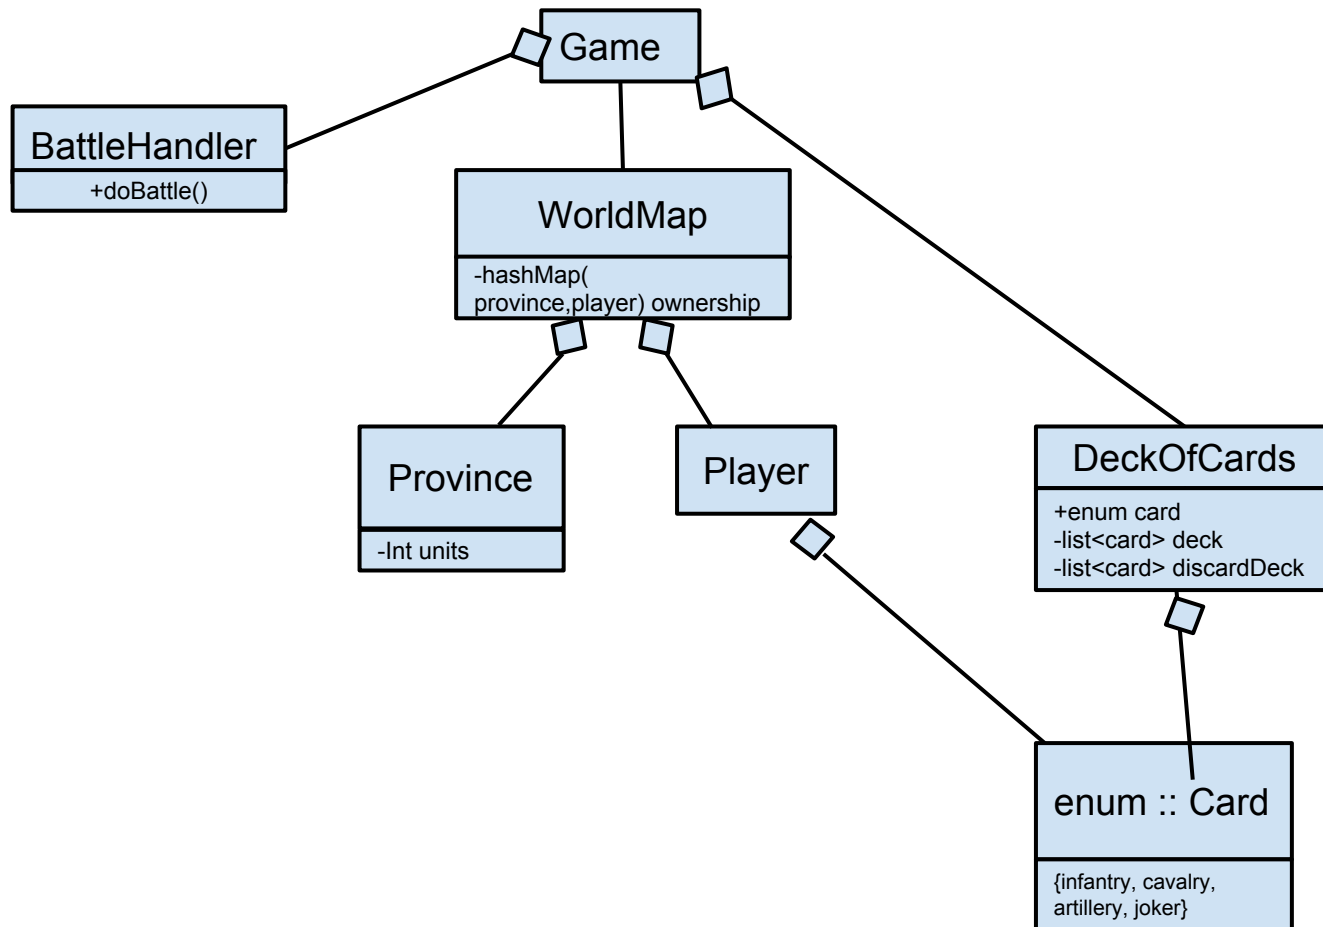 Game
BattleHandler
+doBattle()
WorldMap
-hashMap(
province,player) ownership
Province
-Int units
Player
DeckOfCards
+enum card
-list<card> deck
-list<card> discardDeck
enum :: Card
{infantry, cavalry,
artillery, joker}